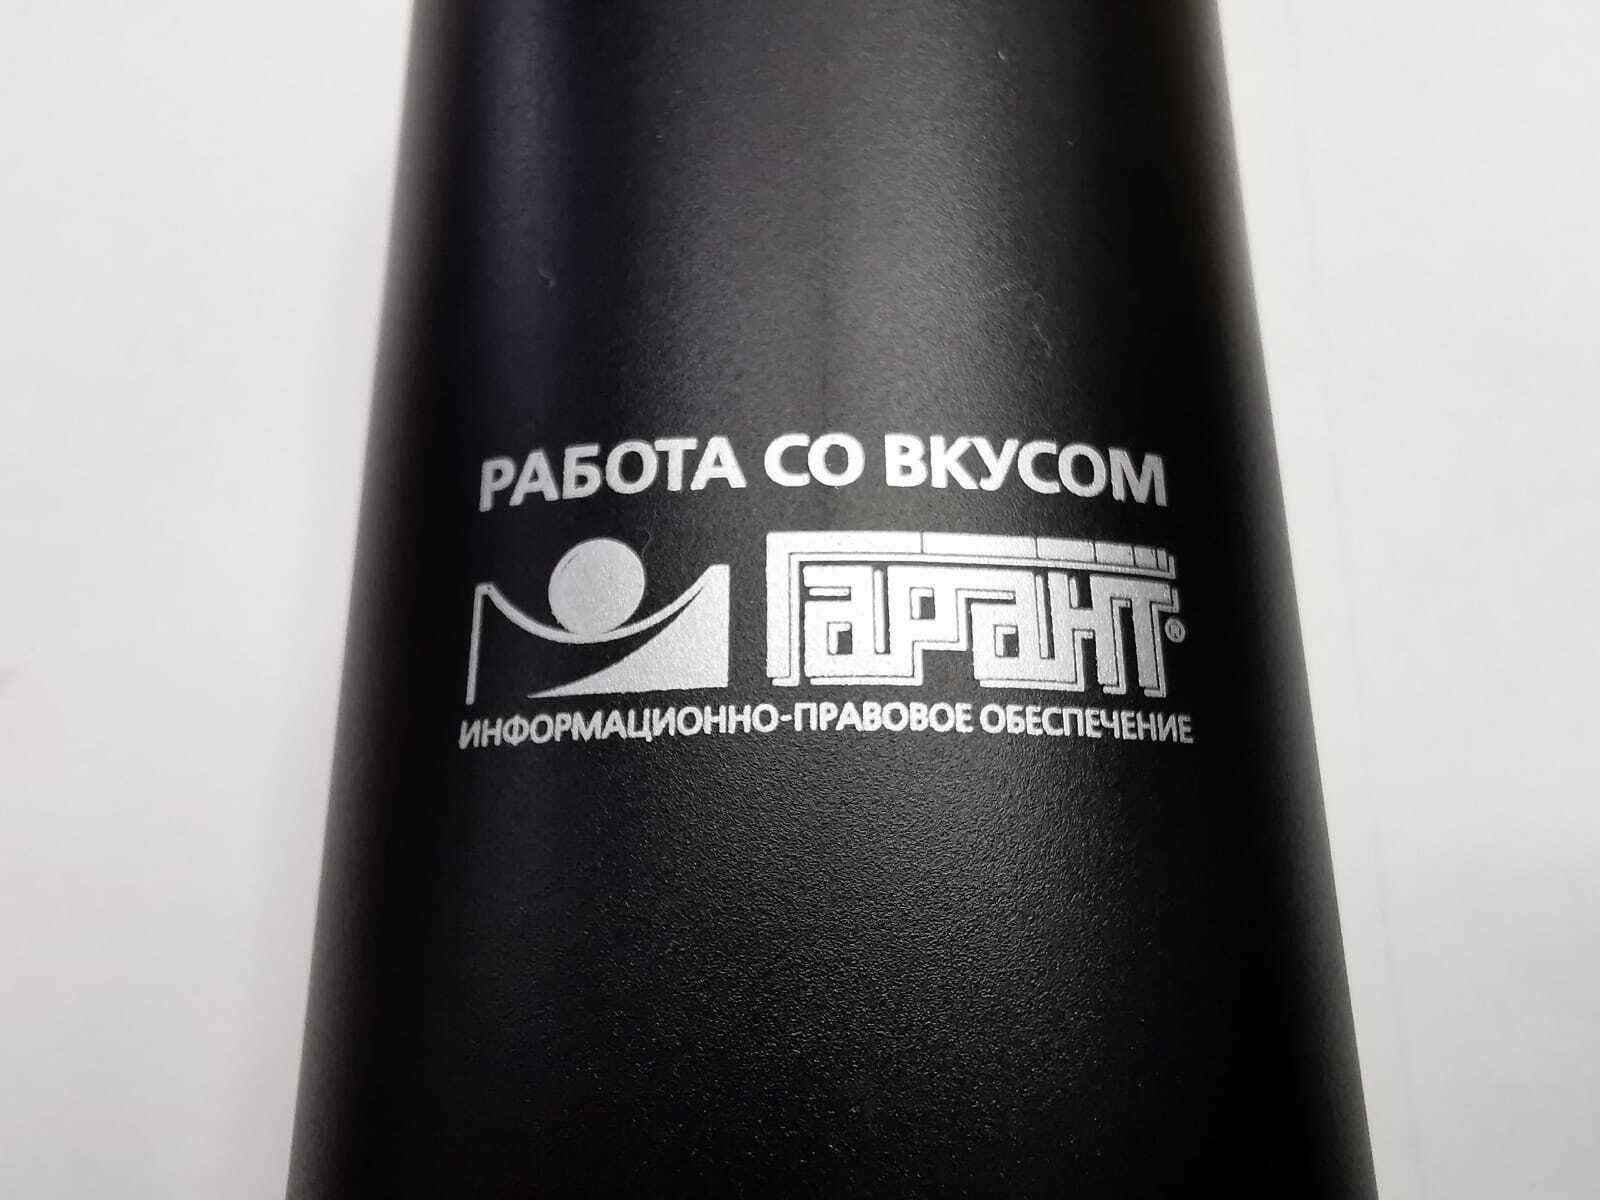 РАБОТА СО ВКУСОМ
Гарант®
ИНФОРМАЦИОННО-ПРАВОВОЕ ОБЕСПЕЧЕНИЕ